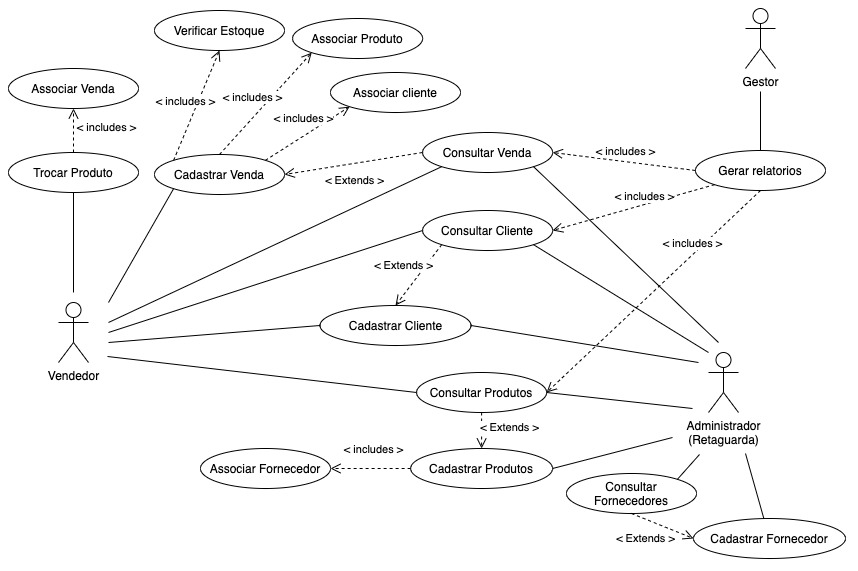 Verificar Estoque
Associar Produto
Associar Venda
Associar cliente
Gestor
< includes >
< includes >
< includes >
< includes >
Trocar Produto
Cadastrar Venda
Consultar Venda
< includes >
Gerar relatorios
< Extends >
< includes >
Consultar Cliente
< includes >
< Extends >
Cadastrar Cliente
Vendedor
Consultar Produtos
Administrador
(Retaguarda)
< Extends >
< includes >
Associar Fornecedor
Cadastrar Produtos
Consultar
Fornecedores
< Extends >
Cadastrar Fornecedor